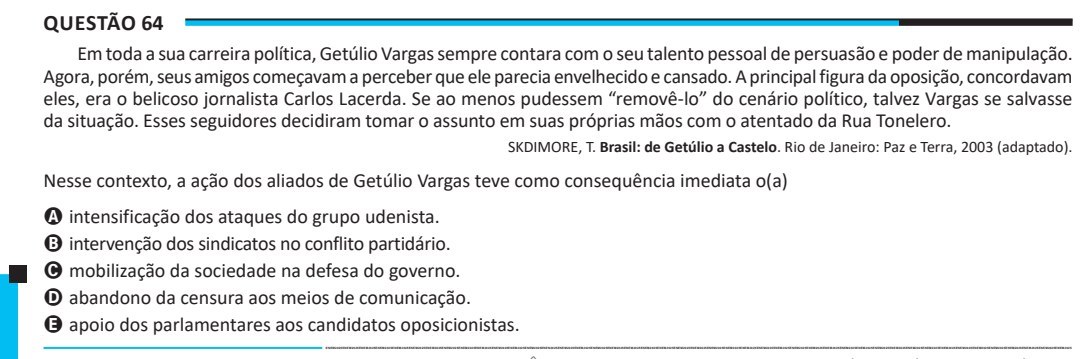 QUESTÃO 64
Em toda a sua carreira política, Getúlio Vargas sempre contara com o seu talento pessoal de persuasão e poder de manipulação.
Agora, porém, seus amigos começavam a perceber que ele parecia envelhecido e cansado. A principal figura da oposição, concordavam
eles, era o belicoso jornalista Carlos Lacerda. Se ao menos pudessem “removê-lo” do cenário político, talvez Vargas se salvasse
da situação. Esses seguidores decidiram tomar o assunto em suas próprias mãos com o atentado da Rua Tonelero.
SKDIMORE, T. Brasil: de Getúlio a Castelo. Rio de Janeiro: Paz e Terra, 2003 (adaptado).
Nesse contexto, a ação dos aliados de Getúlio Vargas teve como consequência imediata o(a)
A intensificação dos ataques do grupo udenista.
B intervenção dos sindicatos no conflito partidário.
C mobilização da sociedade na defesa do governo.
D abandono da censura aos meios de comunicação.
E apoio dos parlamentares aos candidatos oposicionistas.